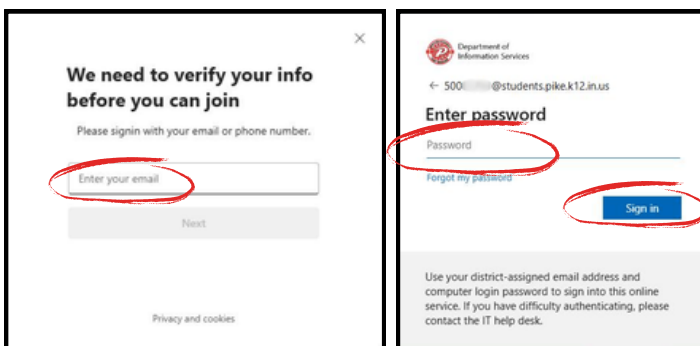 We need to verify your info
before you can join
Please signin with your email or phone number.
Enter your email
Next
Privacy and cookies
Department of
Information Services
← 500 @students.pike.k12.in.us
Enter password
Password
Forgot my password
Sign in
Use your district-assigned email address and
computer login password to sign into this online
service. If you have difficulty authenticating, please
contact the IT help desk.